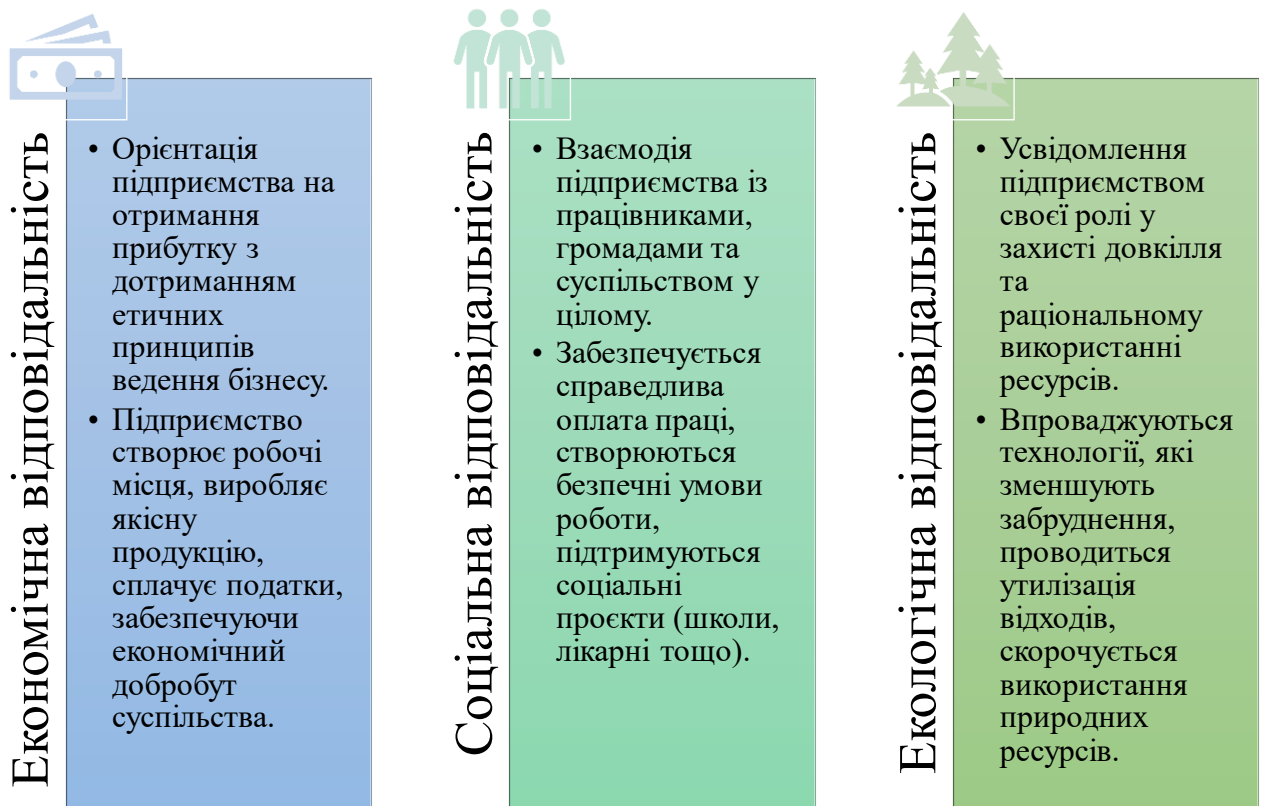 Економічна відповідальність
• Орієнтація
підприємства на
отримання
прибутку з
дотриманням
етичних
принципів
ведення бізнесу.
• Підприємство
створює робочі
місця, виробляє
якісну
продукцію,
сплачує податки,
забезпечуючи
економічний
добробут
суспільства.
Соціальна відповідальність
• Взаємодія
підприємства із
працівниками,
громадами та
суспільством у
цілому.
• Забезпечується
справедлива
оплата праці,
створюються
безпечні умови
роботи,
підтримуються
соціальні
проєкти (школи,
лікарні тощо).
Екологічна відповідальність
• Усвідомлення
підприємством
своєї ролі у
захисті довкілля
та
раціональному
використанні
ресурсів.
• Впроваджуються
технології, які
зменшують
забруднення,
проводиться
утилізація
відходів,
скорочується
використання
природних
ресурсів.